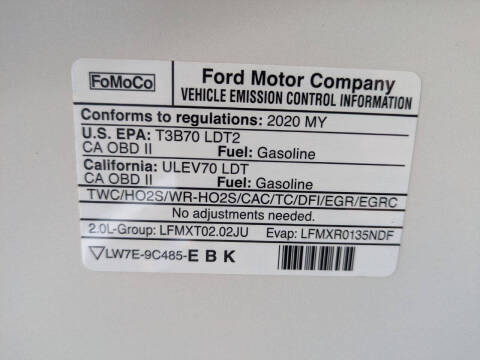 FoMoCo
Ford Motor Company
VEHICLE EMISSION CONTROL INFORMATION
Conforms to regulations: 2020 MY
U.S. EPA: T3B70 LDT2
CA OBD II Fuel: Gasoline
California: ULEV70 LDT
CA OBD II Fuel: Gasoline
TWC/HO2S/WR-HO2S/CAC/TC/DFI/EGR/EGRC
No adjustments needed.
2.0L-Group: LFMXT02.02JU Evap: LFMXR0135NDF
LW7E-9C485-E B K